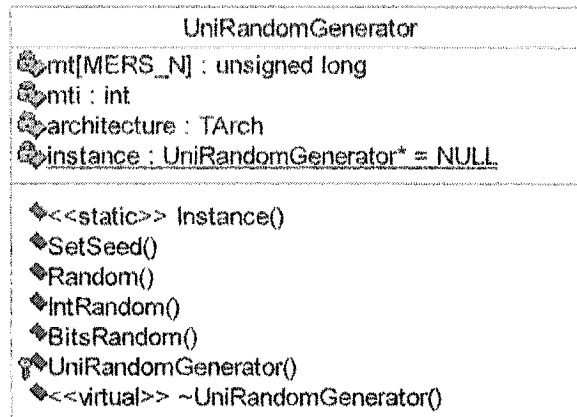 UniRandomGenerator
mt[MERS_N] : unsigned long
mti : int
architecture : TArch
instance : UniRandomGenerator* = NULL
<<static>> Instance()
SetSeed()
Random()
IntRandom()
BitsRandom()
UniRandomGenerator()
<<virtual>> ~UniRandomGenerator()